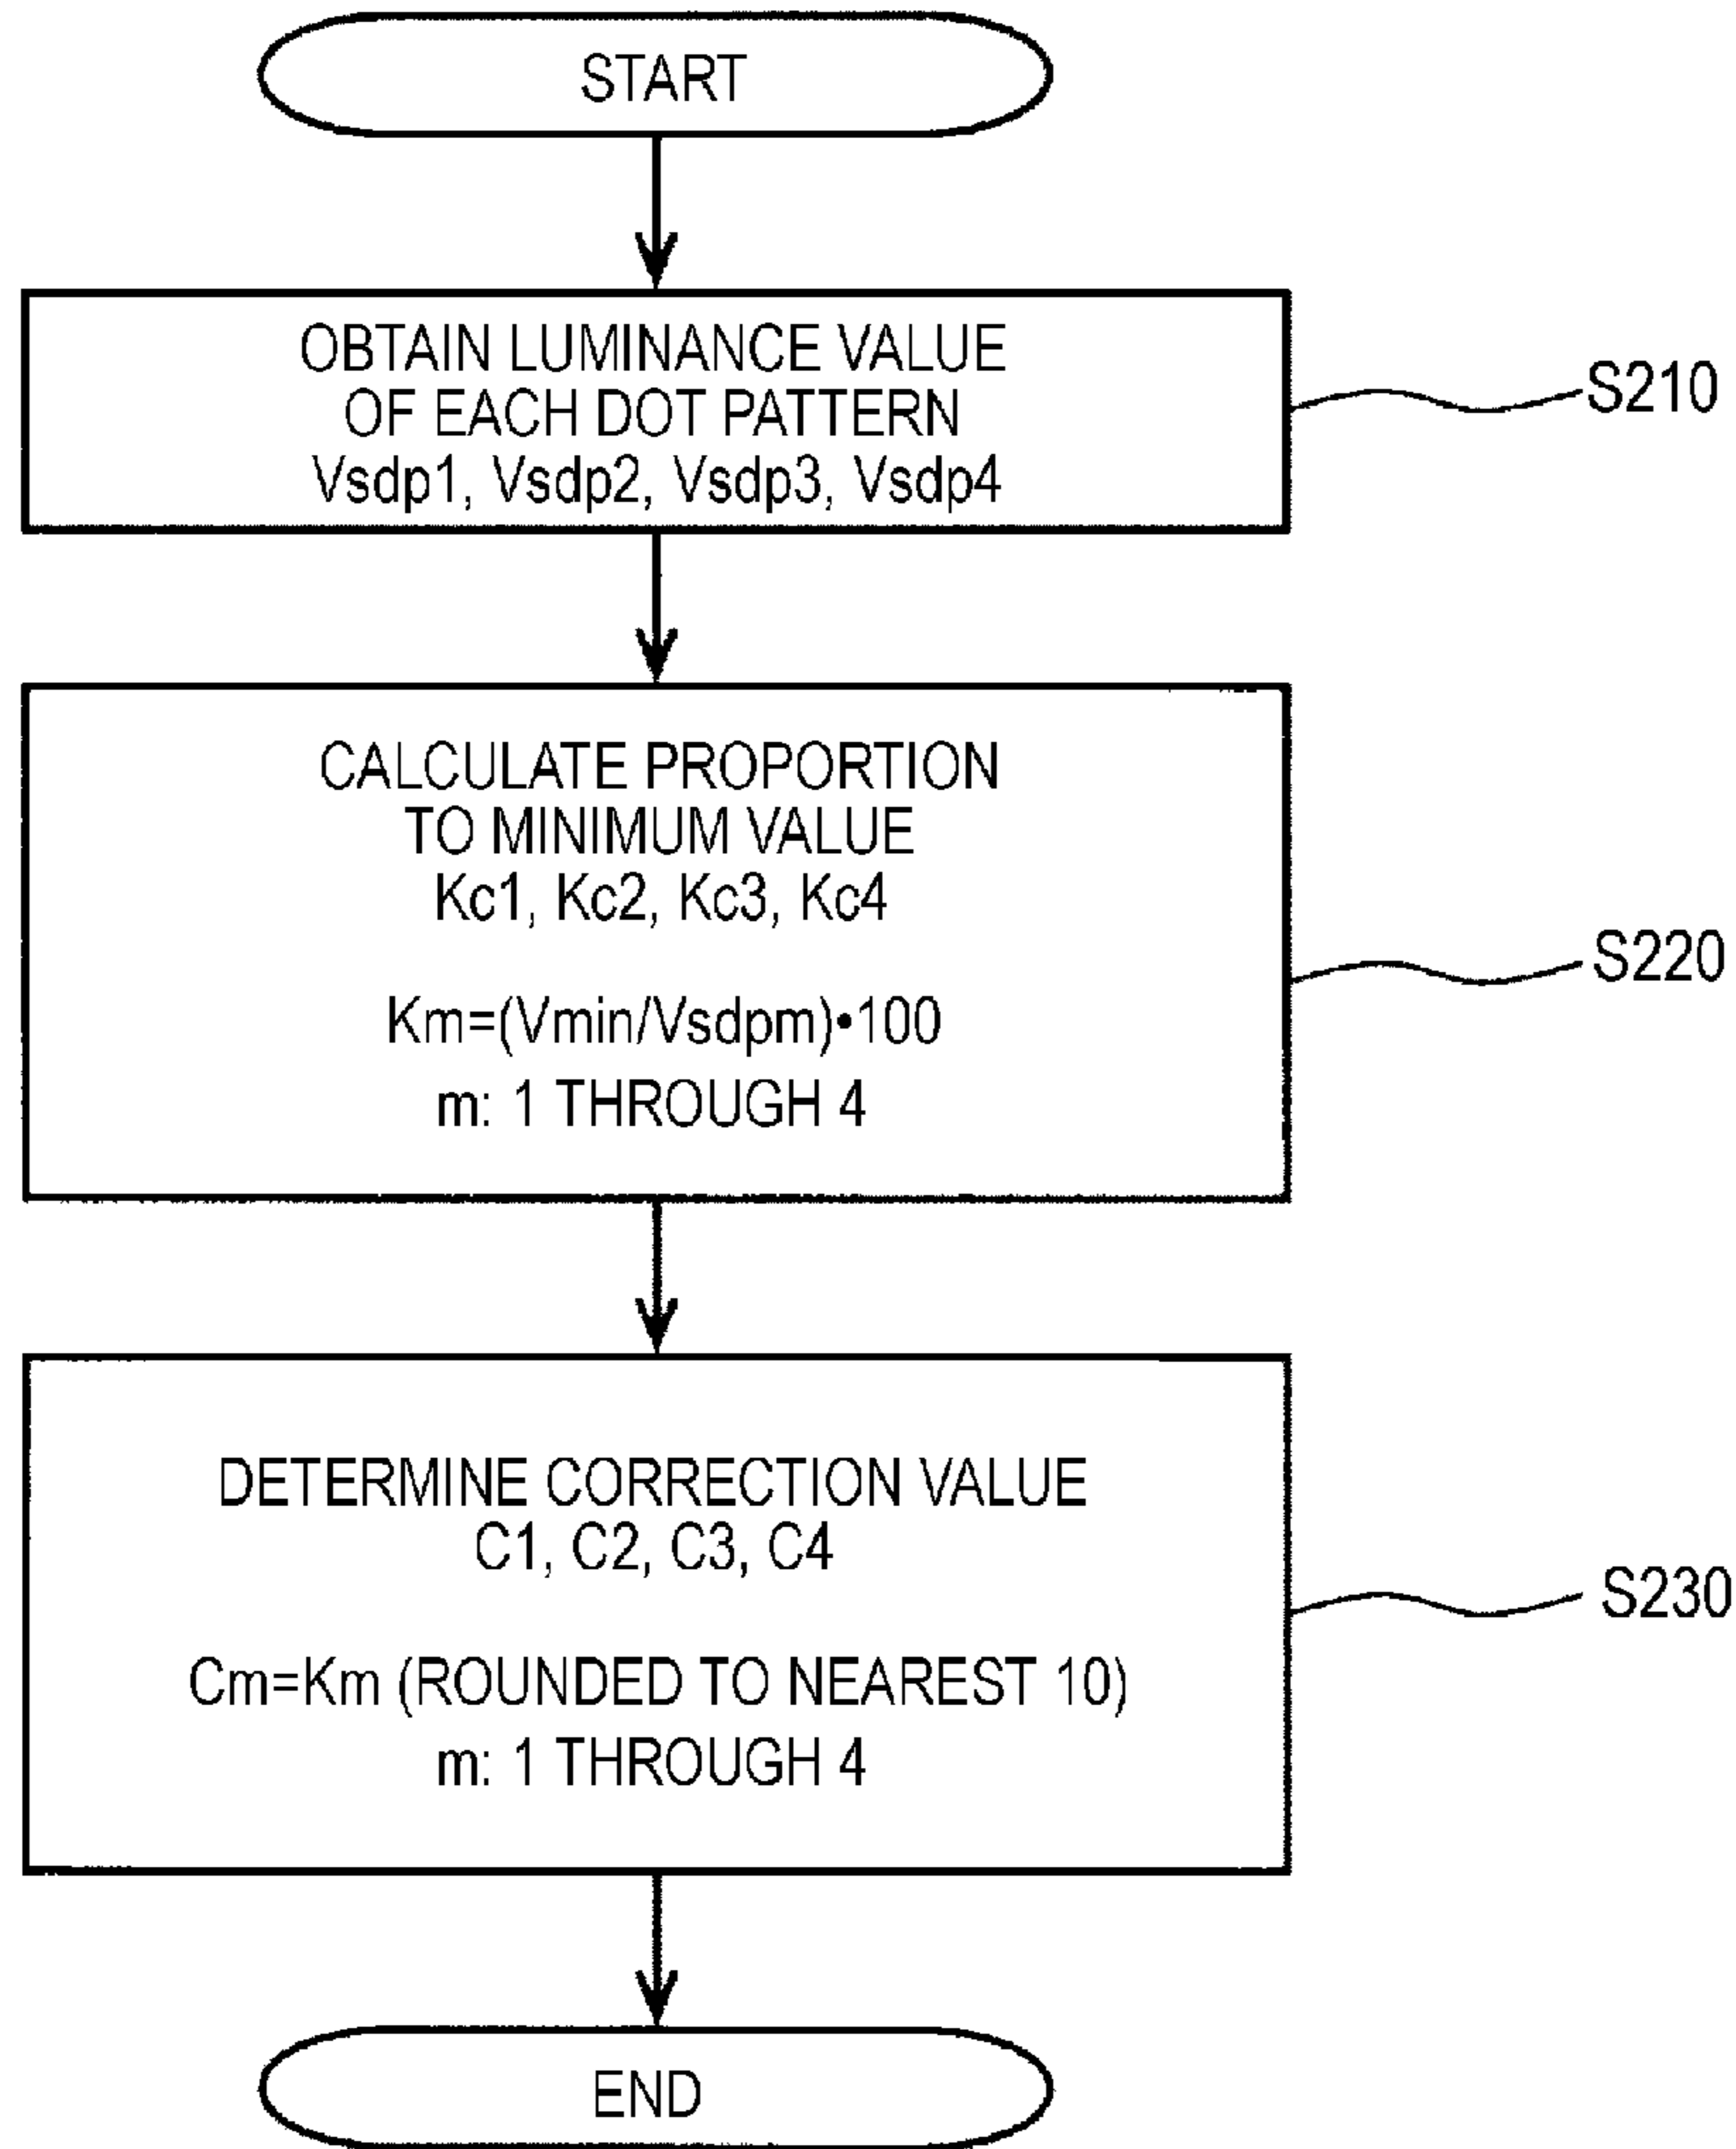 START
OBTAIN LUMINANCE VALUE
OF EACH DOT PATTERN
Vsdp1, Vsdp2, Vsdp3, Vsdp4
S210
CALCULATE PROPORTION
TO MINIMUM VALUE
Kc1, Kc2, Kc3, Kc4
Km=(Vmin/Vsdpm)•100
m: 1 THROUGH 4
S220
DETERMINE CORRECTION VALUE
C1, C2, C3, C4
Cm=Km (ROUNDED TO NEAREST 10)
m: 1 THROUGH 4
S230
END